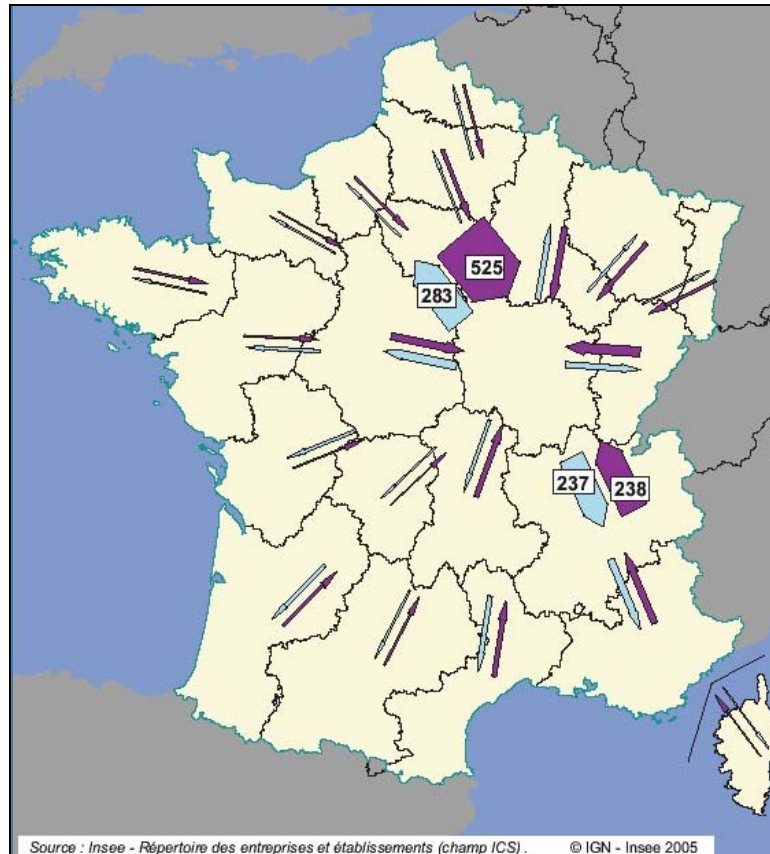 525
283
237
238
Source : Insee - Répertoire des entreprises et établissements (champ ICS) . © IGN - Insee 2005